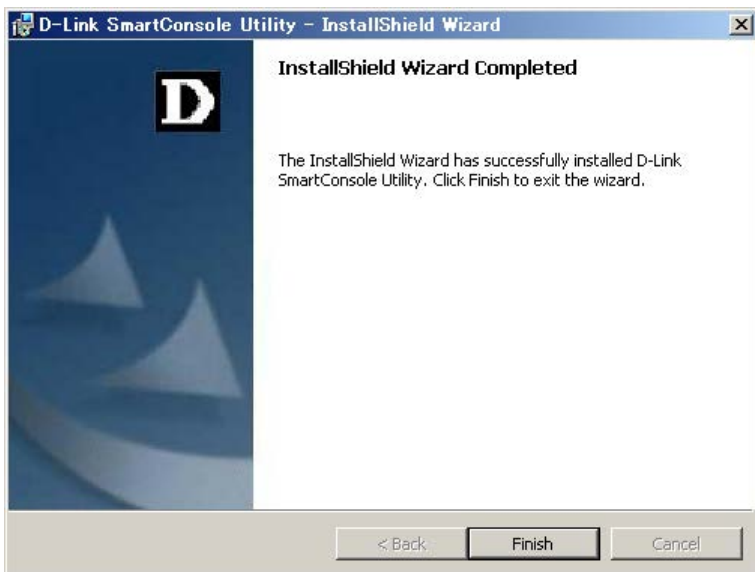 D-Link SmartConsole Utility - InstallShield Wizard
InstallShield Wizard Completed
D
The InstallShield Wizard has successfully installed D-Link
SmartConsole Utility. Click Finish to exit the wizard.
< Back
Finish
Cancel